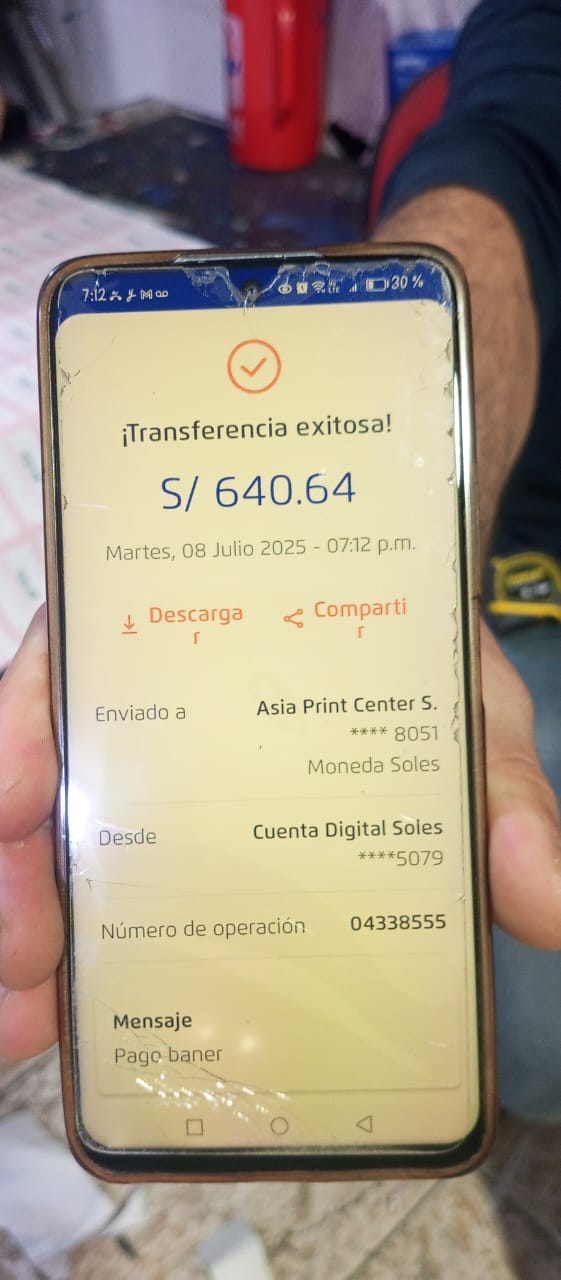 7:12
30 %
¡Transferencia exitosa!
S/ 640.64
Martes, 08 Julio 2025 - 07:12 p.m.
Descarga
r
Comparti
r
Enviado a
Asia Print Center S.
**** 8051
Moneda Soles
Desde
Cuenta Digital Soles
****5079
Número de operación
04338555
Mensaje
Pago baner